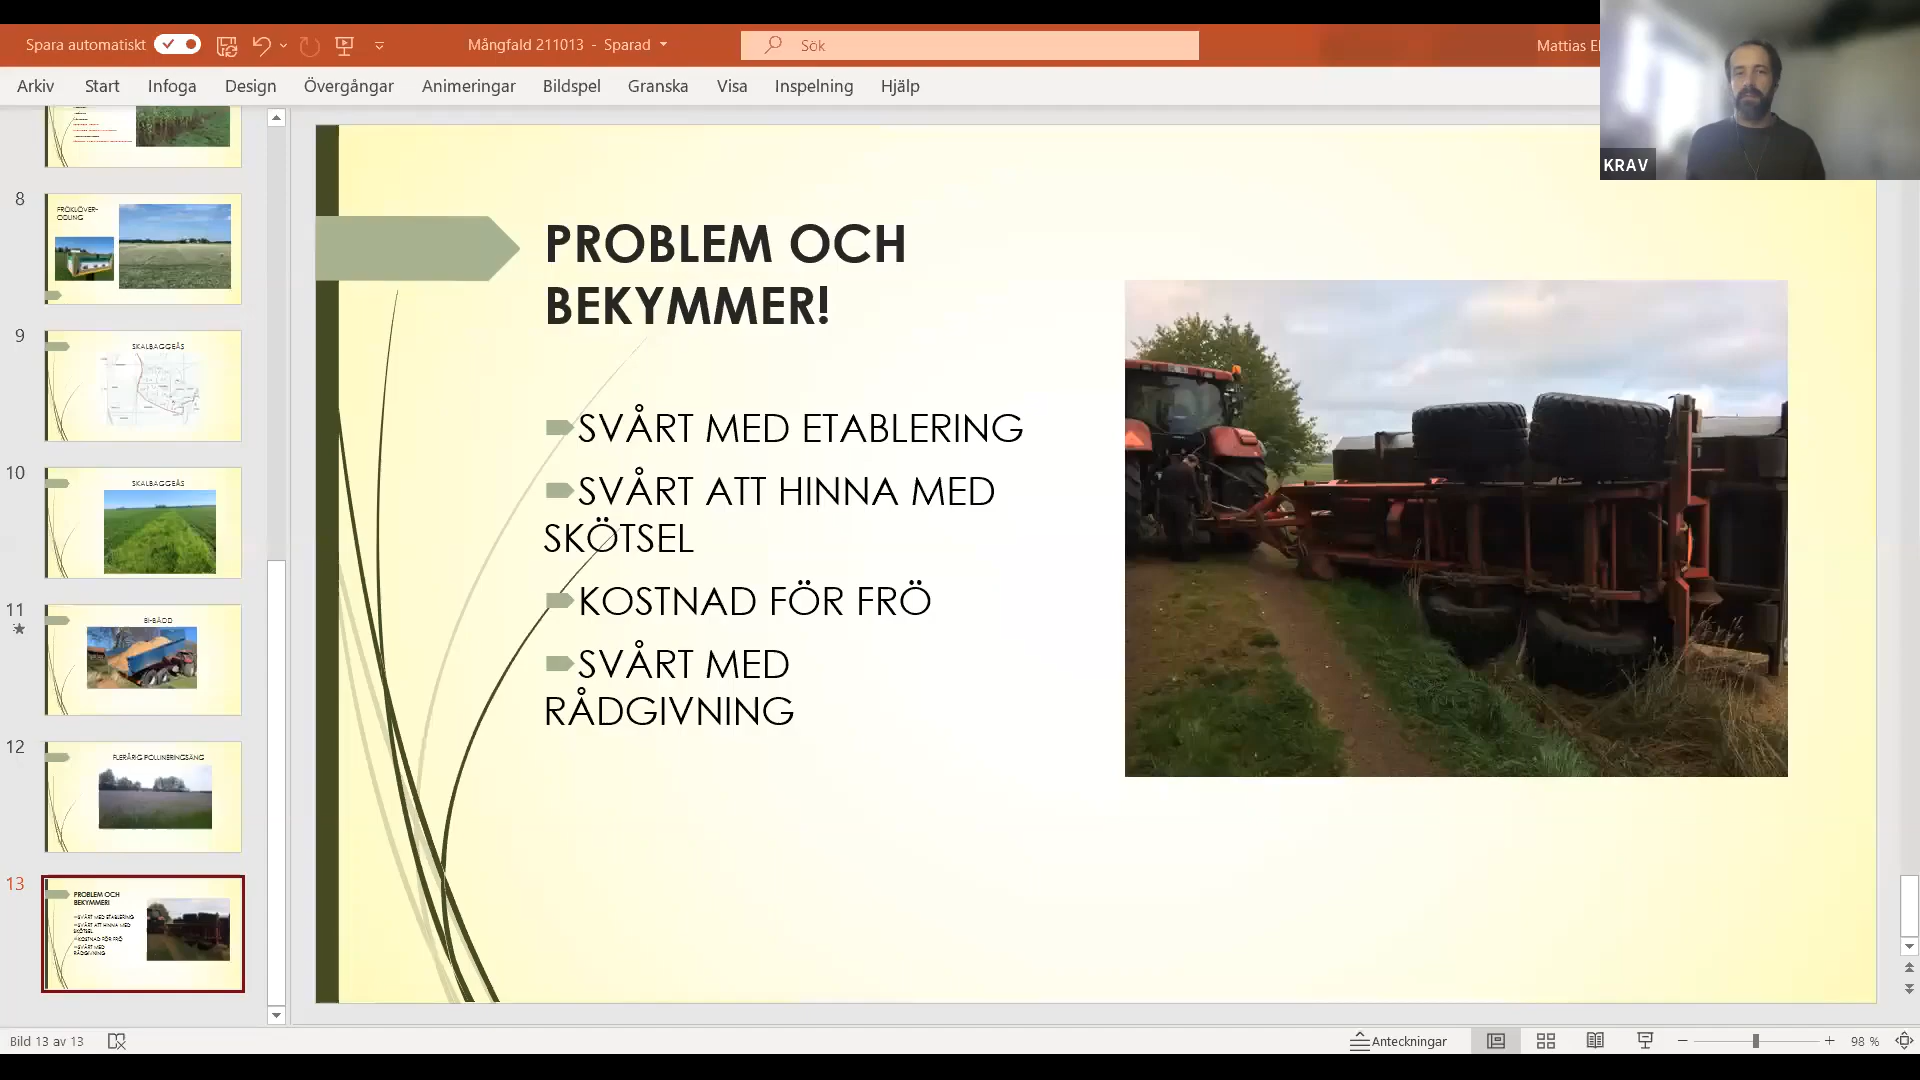 Spara automatiskt
Mångfald 211013 - Sparad
Sök
Mattias
KRAV
Arkiv Start Infoga Design Övergångar Animeringar Bildspel Granska Visa Inspelning Hjälp
8
FRÖKLÖVER-
ODLING
9
SKALBAGGEÅS
10
SKALBAGGEÅS
11
BI-BÄDD
12
FLERÅRIG POLLINERINGSÄNG
13
PROBLEM OCH
BEKYMMER!
SVÅRT MED ETABLERING
SVÅRT ATT HINNA MED
SKÖTSEL
KOSTNAD FÖR FRÖ
SVÅRT MED
RÅDGIVNING
PROBLEM OCH
BEKYMMER!
SVÅRT MED ETABLERING
SVÅRT ATT HINNA MED
SKÖTSEL
KOSTNAD FÖR FRÖ
SVÅRT MED
RÅDGIVNING
Bild 13 av 13
Anteckningar
98 %